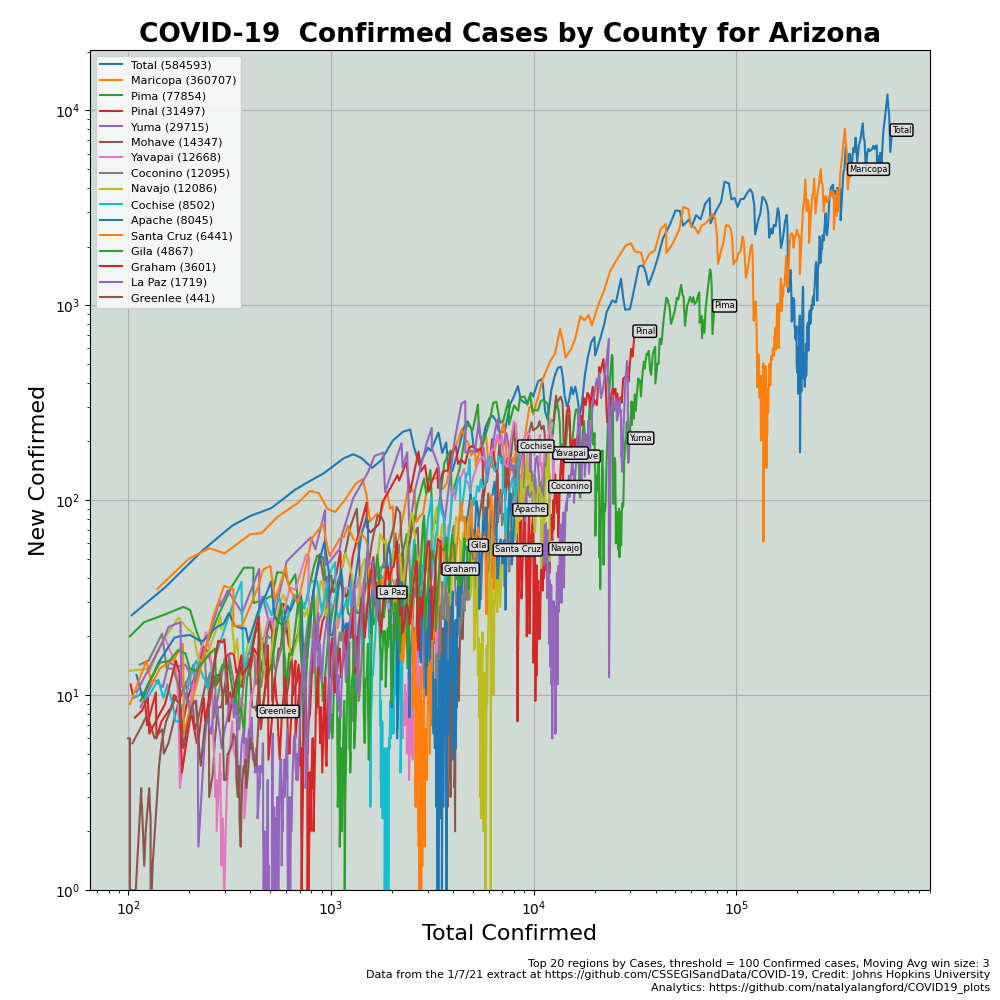 COVID-19 Confirmed Cases by County for Arizona
Total (584593)
Maricopa (360707)
Pima (77854)
Pinal (31497)
Yuma (29715)
Mohave (14347)
Yavapai (12668)
Coconino (12095)
Navajo (12086)
Cochise (8502)
Apache (8045)
Santa Cruz (6441)
Gila (4867)
Graham (3601)
La Paz (1719)
Greenlee (441)
Total
Maricopa
Pima
Pinal
Yuma
Cochise
Yavapai
ve
Coconino
Apache
Gila
Santa Cruz
Navajo
Graham
La Paz
Greenlee
New Confirmed
10⁴
10³
10²
10¹
10⁰
10²
10³
10⁴
10⁵
Total Confirmed
Top 20 regions by Cases, threshold = 100 Confirmed cases, Moving Avg win size: 3
Data from the 1/7/21 extract at https://github.com/CSSEGISandData/COVID-19, Credit: Johns Hopkins University
Analytics: https://github.com/natalyalangford/COVID19_plots